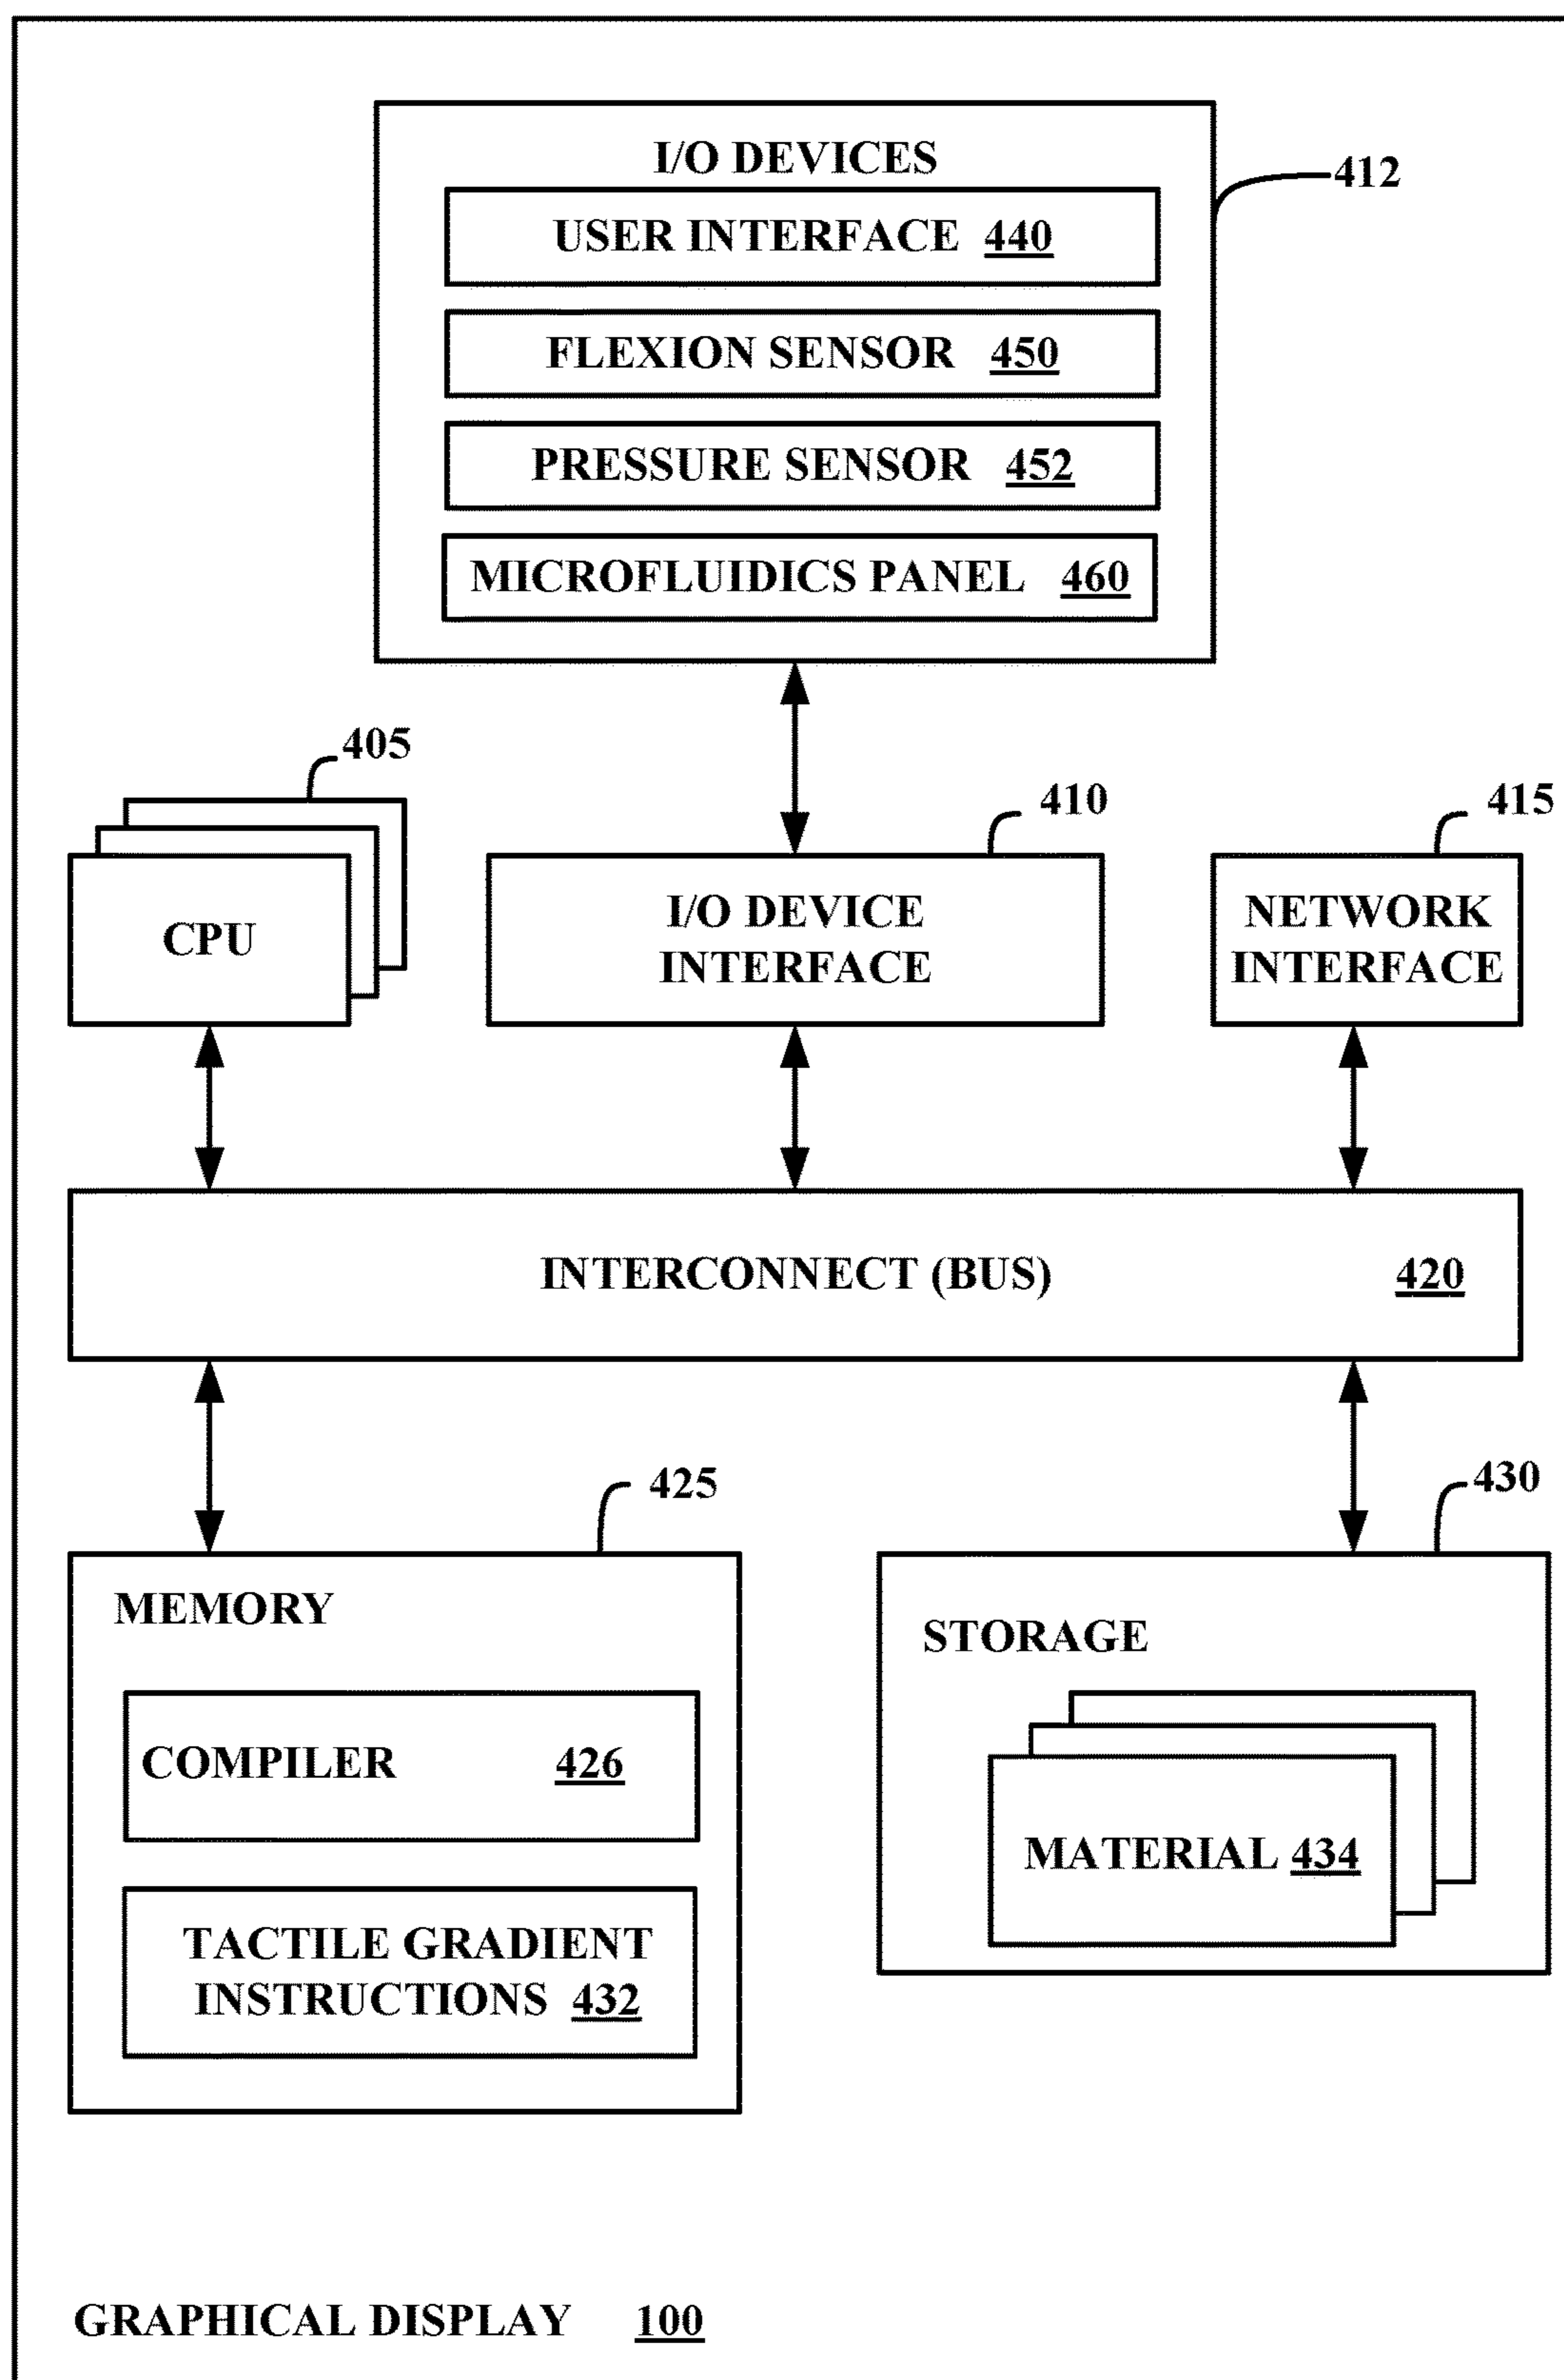 I/O DEVICES
412
USER INTERFACE 440
FLEXION SENSOR 450
PRESSURE SENSOR 452
MICROFLUIDICS PANEL 460
405
410
415
CPU
I/O DEVICE
INTERFACE
NETWORK
INTERFACE
INTERCONNECT (BUS) 420
425
430
MEMORY
COMPILER 426
TACTILE GRADIENT
INSTRUCTIONS 432
STORAGE
MATERIAL 434
GRAPHICAL DISPLAY 100